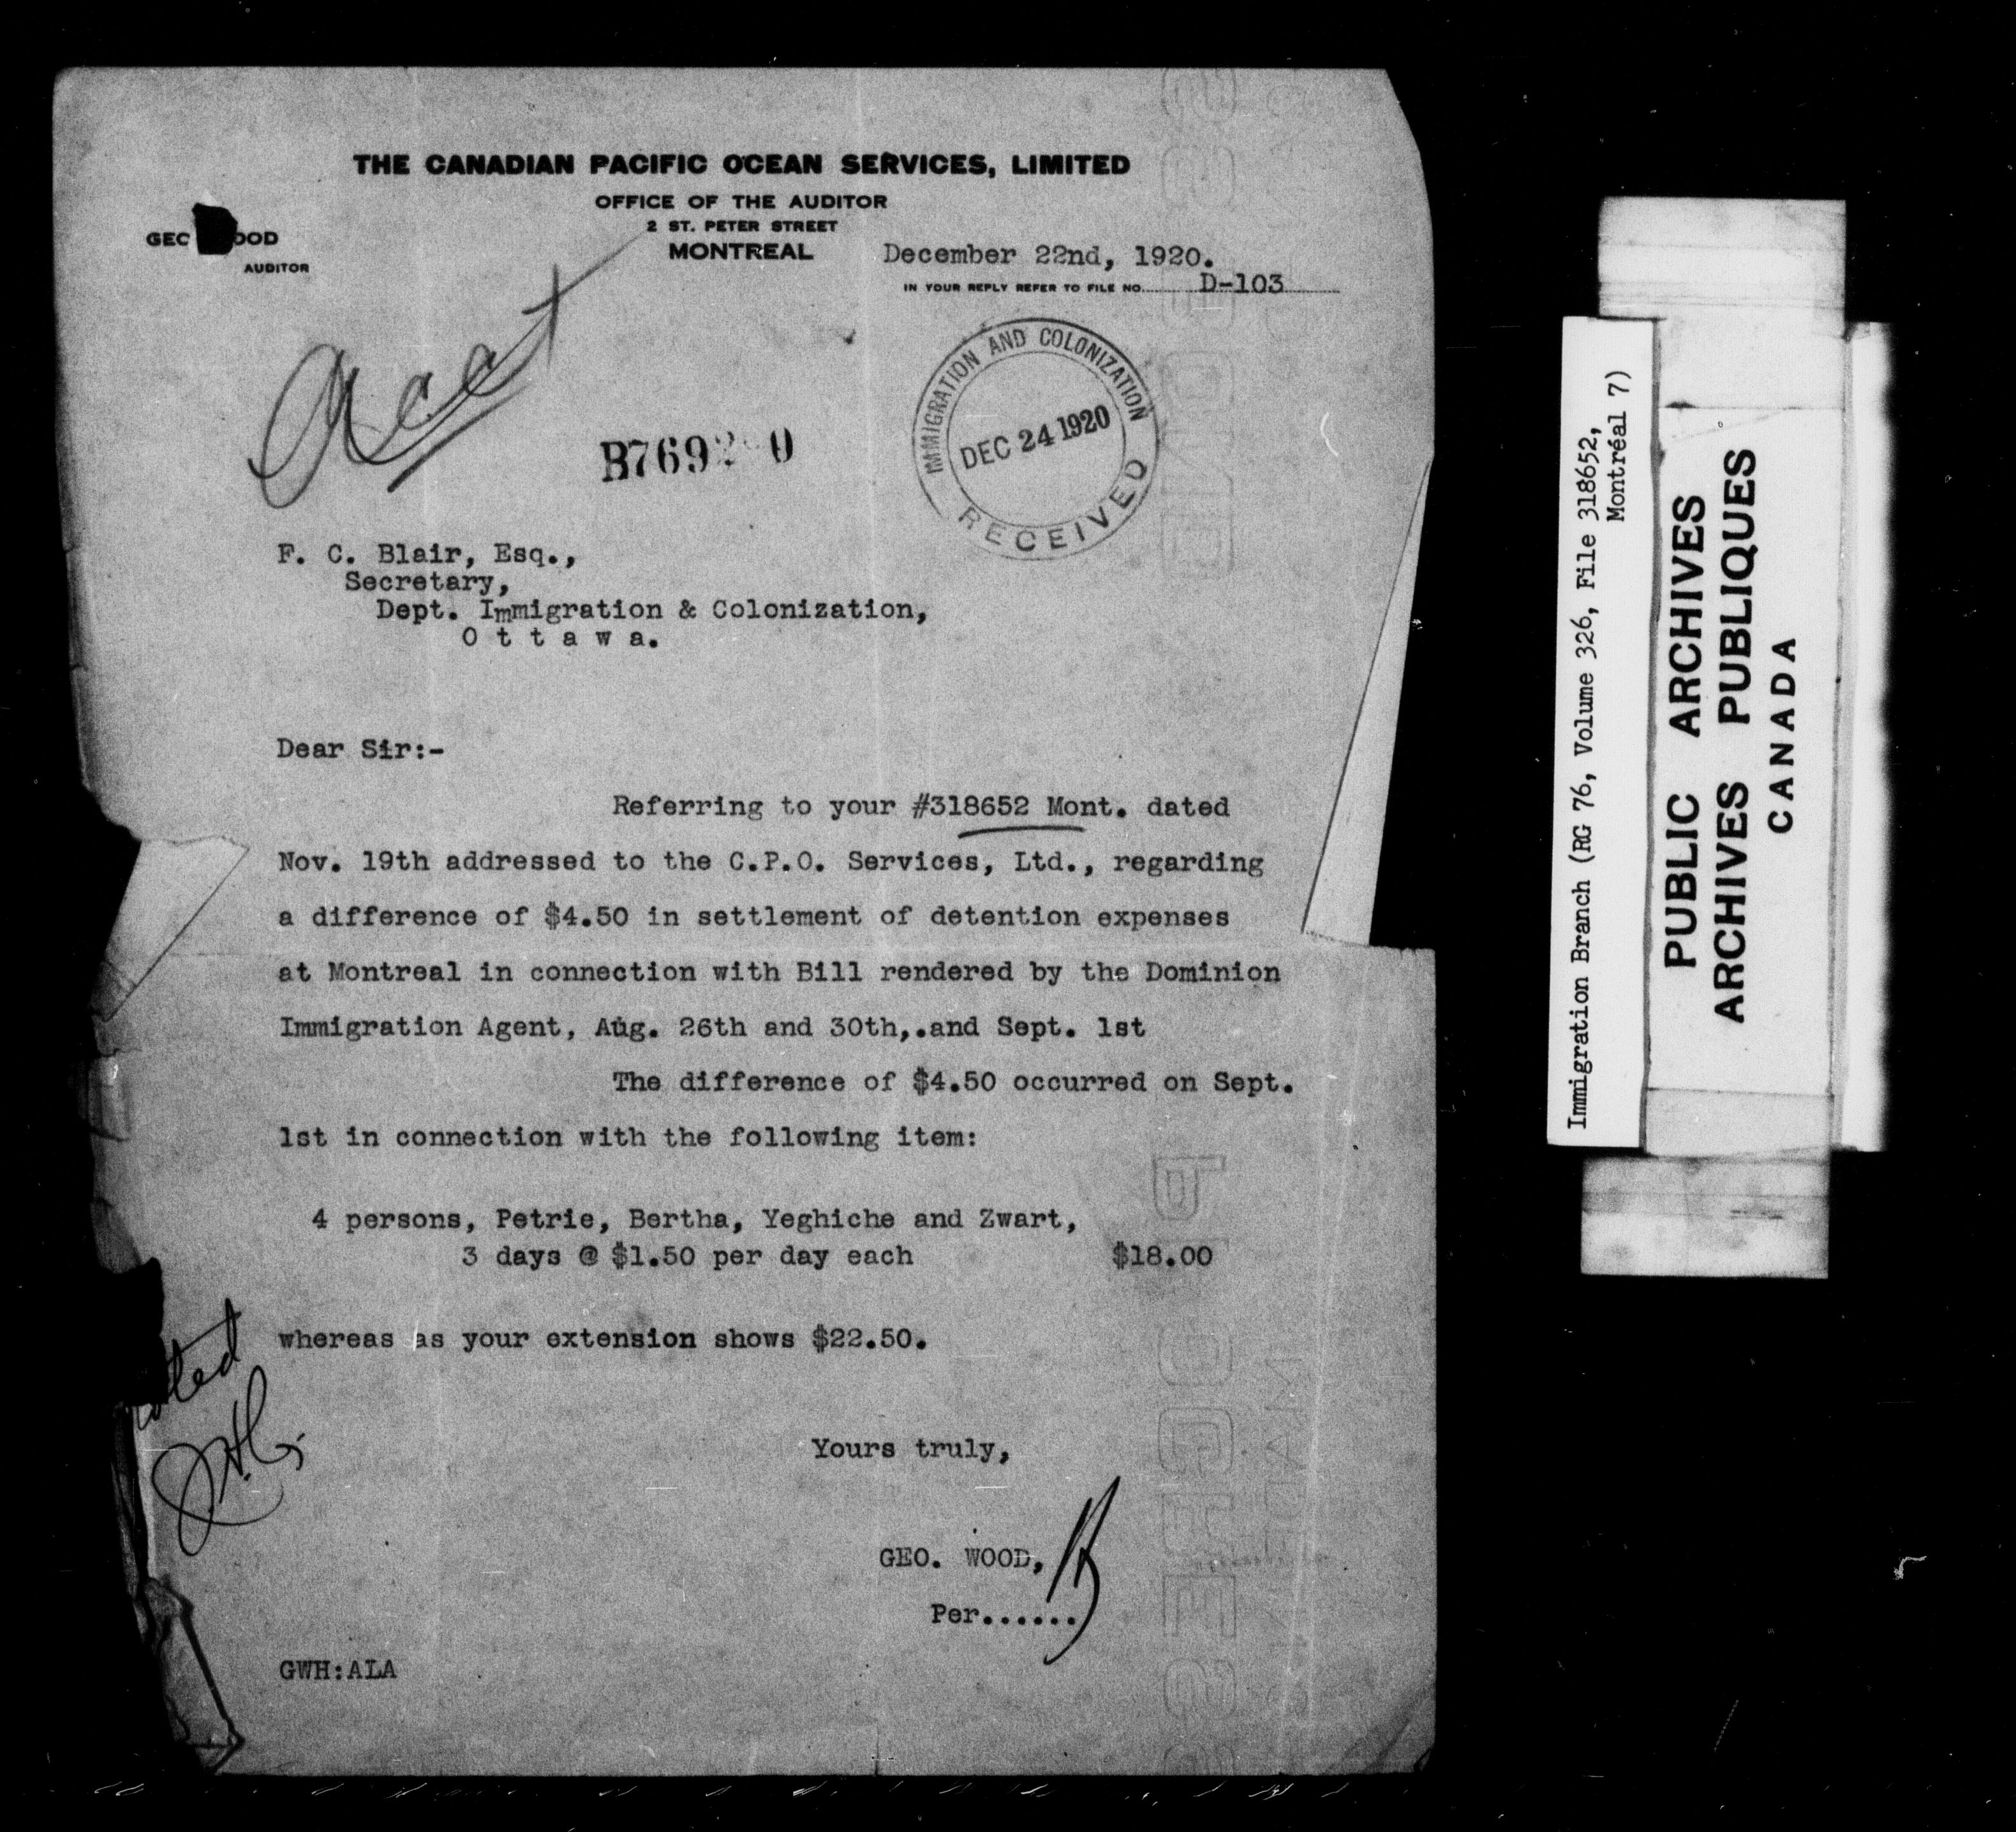 THE CANADIAN PACIFIC OCEAN SERVICES, LIMITED
OFFICE OF THE AUDITOR
2 ST. PETER STREET
MONTREAL
GEO WOOD
AUDITOR
December 22nd, 1920.
IN YOUR REPLY REFER TO FILE NO. D-103
Acct
IMMIGRATION AND COLONIZATION
DEC 24 1920
RECEIVED
F. C. Blair, Esq.,
Secretary,
Dept. Immigration & Colonization,
O t t a w a.
Dear Sir:-
Referring to your #318652 Mont. dated
Nov. 19th addressed to the C.P.O. Services, Ltd., regarding
a difference of $4.50 in settlement of detention expenses
at Montreal in connection with Bill rendered by the Dominion
Immigration Agent, Aug. 26th and 30th,.and Sept. 1st
The difference of $4.50 occurred on Sept.
1st in connection with the following item:
4 persons, Petrie, Bertha, Yeghiche and Zwart,
3 days @ $1.50 per day each $18.00
whereas as your extension shows $22.50.
Yours truly,
GEO. WOOD,
Per......
GWH:ALA
Immigration Branch (RG 76, Volume 326, File 318652,
Montréal 7)
PUBLIC ARCHIVES
ARCHIVES PUBLIQUES
CANADA